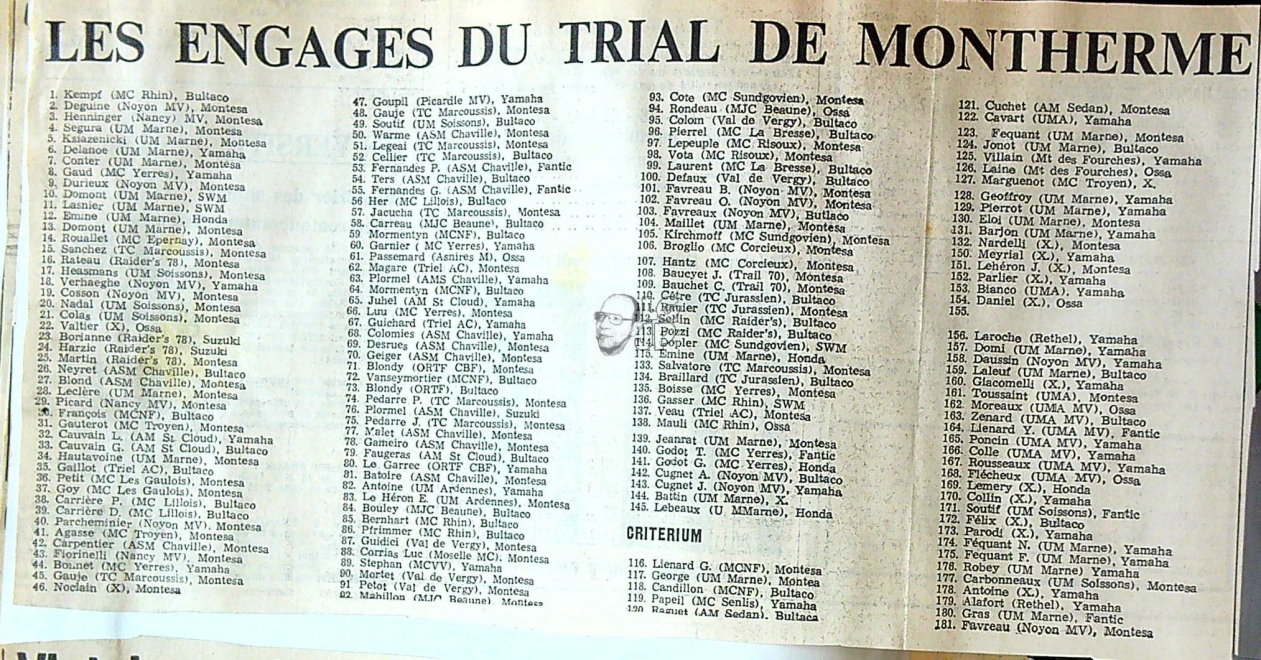 LES ENGAGES DU TRIAL DE MONTHERME
1. Kempf (MC Rhin), Bultaco
2. Deguine (Noyon MV), Montesa
3. Henninger (Nancy) MV, Montesa
4. Segura (UM Marne), Montesa
5. Ksiazenicki (UM Marne), Montesa
6. Delanoe (UM Marne), Yamaha
7. Conter (UM Marne), Montesa
8. Gaud (MC Yerres), Yamaha
9. Durieux (Noyon MV), Montesa
10. Domont (UM Marne), SWM
11. Lasnier (UM Marne), SWM
12. Emine (UM Marne), Honda
13. Domont (UM Marne), Montesa
14. Rouallet (MC Epernay), Montesa
15. Sanchez (TC Marcoussis), Montesa
16. Rateau (Raider's 78), Montesa
17. Heasmans (UM Soissons), Montesa
18. Verhaeghe (Noyon MV), Yamaha
19. Cosson (Noyon MV), Montesa
20. Nadal (UM Soissons), Montesa
21. Colas (UM Soissons), Montesa
22. Valtier (X), Ossa
23. Borianne (Raider's 78), Suzuki
24. Harzic (Raider's 78), Suzuki
25. Martin (Raider's 78), Montesa
26. Neyret (ASM Chaville), Bultaco
27. Blond (ASM Chaville), Bultaco
28. Leclère (UM Marne), Montesa
29. Picard (Nancy MV), Montesa
30. François (MCNF), Bultaco
31. Gauterot (MC Troyen), Montesa
32. Cauvain L. (AM St Cloud), Yamaha
33. Cauvain G. (AM St Cloud), Bultaco
34. Hautavoine (UM Marne), Montesa
35. Gaillot (Triel AC), Bultaco
36. Petit (MC Les Gaulois), Montesa
37. Goy (MC Les Gaulois), Montesa
38. Carrière P. (MC Lillois), Bultaco
39. Carrière D. (MC Lillois), Bultaco
40. Parcheminier (Noyon MV), Montesa
41. Agasse (MC Troyen), Montesa
42. Carpentier (ASM Chaville), Montesa
43. Fiorinelli (Nancy MV), Montesa
44. Bonnet (MC Yerres), Yamaha
45. Gauje (TC Marcoussis), Montesa
46. Noclain (X), Montesa
47. Goupil (Picardie MV), Yamaha
48. Gauje (TC Marcoussis), Montesa
49. Soutif (UM Soissons), Bultaco
50. Warme (ASM Chaville), Montesa
51. Legeai (TC Marcoussis), Montesa
52. Cellier (TC Marcoussis), Bultaco
53. Fernandes P. (ASM Chaville), Fantic
54. Ters (ASM Chaville), Bultaco
55. Fernandes G. (ASM Chaville), Fantic
56 Her (MC Lillois), Bultaco
57. Jacucha (TC Marcoussis), Montesa
58. Carreau (MJC Beaune), Bultaco
59 Mormentyn (MCNF), Bultaco
60. Garnier ( MC Yerres), Yamaha
61. Passemard (Asnires M), Ossa
62. Magare (Triel AC), Montesa
63. Plormel (AMS Chaville), Yamaha
64. Mormentyn (MCNF), Bultaco
65. Juhel (AM St Cloud), Yamaha
66. Luu (MC Yerres), Montesa
67. Guichard (Triel AC), Yamaha
68. Colomies (ASM Chaville), Yamaha
69. Desrues (ASM Chaville), Montesa
70. Geiger (ASM Chaville), Montesa
71. Blondy (ORTF CBF), Montesa
72. Vanseymortier (MCNF), Bultaco
73. Blondy (ORTF), Bultaco
74. Pedarre P. (TC Marcoussis), Montesa
76. Plormel (ASM Chaville), Suzuki
75. Pedarre J. (TC Marcoussis), Montesa
77. Malet (ASM Chaville), Montesa
78. Gameiro (ASM Chaville), Montesa
79. Faugeras (AM St Cloud), Bultaco
80. Le Garrec (ORTF CBF), Yamaha
81. Batoire (ASM Chaville), Bultaco
82. Antoine (UM Ardennes), Yamaha
83. Le Héron E. (UM Ardennes), Montesa
84. Bouley (MJC Beaune), Bultaco
85. Bernhart (MC Rhin), Bultaco
86. Pfrimmer (MC Rhin), Bultaco
87. Guidici (Val de Vergy), Montesa
88. Corrias Luc (Moselle MC), Montesa
89. Stephan (MCVV), Yamaha
90. Mortet (Val de Vergy), Montesa
91 Petot (Val de Vergy), Montesa
92. Mabillon (MJC Beaune), Montesa
93. Cote (MC Sundgovien), Montesa
94. Rondeau (MJC Beaune), Ossa
95. Colom (Val de Vergy), Bultaco
96. Pierrel (MC La Bresse), Bultaco
97. Lepeuple (MC Risoux), Montesa
98. Vota (MC Risoux), Montesa
99. Laurent (MC La Bresse), Bultaco
100. Defaux (Val de Vergy), Bultaco
101. Favreau B. (Noyon MV), Montesa
102. Favreau O. (Noyon MV), Montesa
103. Favreaux (Noyon MV), Butlaco
104. Maillet (UM Marne), Montesa
105. Kirchmoff (MC Sundgovien), Montesa
106. Broglio (MC Corcieux), Montesa
107. Hantz (MC Corcieux), Montesa
108. Baucyet J. (Trail 70), Montesa
109. Bauchet C. (Trail 70), Montesa
110. Cêtre (TC Jurassien), Bultaco
111. Rouier (TC Jurassien), Montesa
112. Serlin (MC Raider's), Bultaco
113. Pozzi (MC Raider's), Bultaco
114. Dopler (MC Sundgovien), SWM
115. Emine (UM Marne), Honda
133. Salvatore (TC Marcoussis), Montesa
134. Braillard (TC Jurassien), Bultaco
135. Boisse (MC Yerres), Montesa
136. Gasser (MC Rhin), SWM
137. Veau (Triel AC), Montesa
138. Mauli (MC Rhin), Ossa
139. Jeanrat (UM Marne), Montesa
140. Godot T. (MC Yerres), Fantic
141. Godot G. (MC Yerres), Honda
142. Cugnet A. (Noyon MV), Bultaco
143. Cugnet J. (Noyon MV), Yamaha
144. Battin (UM Marne), X.
145. Lebeaux (U MMarne), Honda
CRITERIUM
116. Lienard G. (MCNF), Montesa
117. George (UM Marne), Montea
118. Candillon (MCNF), Bultaco
119. Papeil (MC Senlis), Yamaha
120. Raguet (AM Sedan), Bultaca
121. Cuchet (AM Sedan), Montesa
122. Cavart (UMA), Yamaha
123. Fequant (UM Marne), Montesa
124. Jonot (UM Marne), Bultaco
125. Villain (Mt des Fourches), Yamaha
126. Laine (Mt des Fourches), Ossa
127. Marguenot (MC Troyen), X.
128. Geoffroy (UM Marne), Yamaha
129. Pierrot (UM Marne), Yamaha
130. Eloi (UM Marne), Montesa
131. Barjon (UM Marne), Yamaha
132. Nardelli (X.), Montesa
150. Meyrial (X.), Yamaha
151. Lehéron J. (X.), Montesa
152. Parlier (X.), Yamaha
153. Bianco (UMA), Yamaha
154. Daniel (X.), Ossa
155.
156. Laroche (Rethel), Yamaha
157. Domi (UM Marne), Yamaha
158. Daussin (Noyon MV), Yamaha
159. Laleuf (UM Marne), Bultaco
160. Giacomelli (X.), Yamaha
161. Toussaint (UMA), Montesa
162. Moreaux (UMA MV), Ossa
163. Zenard (UMA MV), Bultaco
164. Lienard Y. (UMA MV), Fantic
165. Poncin (UMA MV), Yamaha
166. Colle (UMA MV), Yamaha
167. Rousseaux (UMA MV), Yamaha
168. Flécheux (UMA MV), Ossa
169. Lemery (X.), Honda
170. Collin (X.), Yamaha
171. Soutif (UM Soissons), Fantic
172. Félix (X.), Bultaco
173. Parodi (X.), Yamaha
174. Féquant N. (UM Marne), Yamaha
175. Fequant F. (UM Marne), Yamaha
176. Robey (UM Marne), Yamaha
177. Carbonneaux (UM Soissons), Montesa
178. Antoine (X.), Yamaha
179. Alafort (Rethel), Yamaha
180. Gras (UM Marne), Fantic
181. Favreau (Noyon MV), Montesa